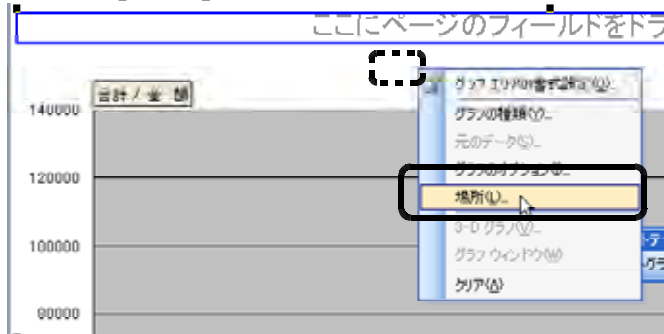 ここにページのフィールドをドラ
グラフ エリアの書式設定(O)...
合計 / 金 額
グラフの種類(Y)...
140000
元のデータ(S)...
グラフのオプション(I)...
120000
場所(L)...
3-D グラフ(V)...
100000
グラフ ウィンドウ(W)
クリア(A)
80000